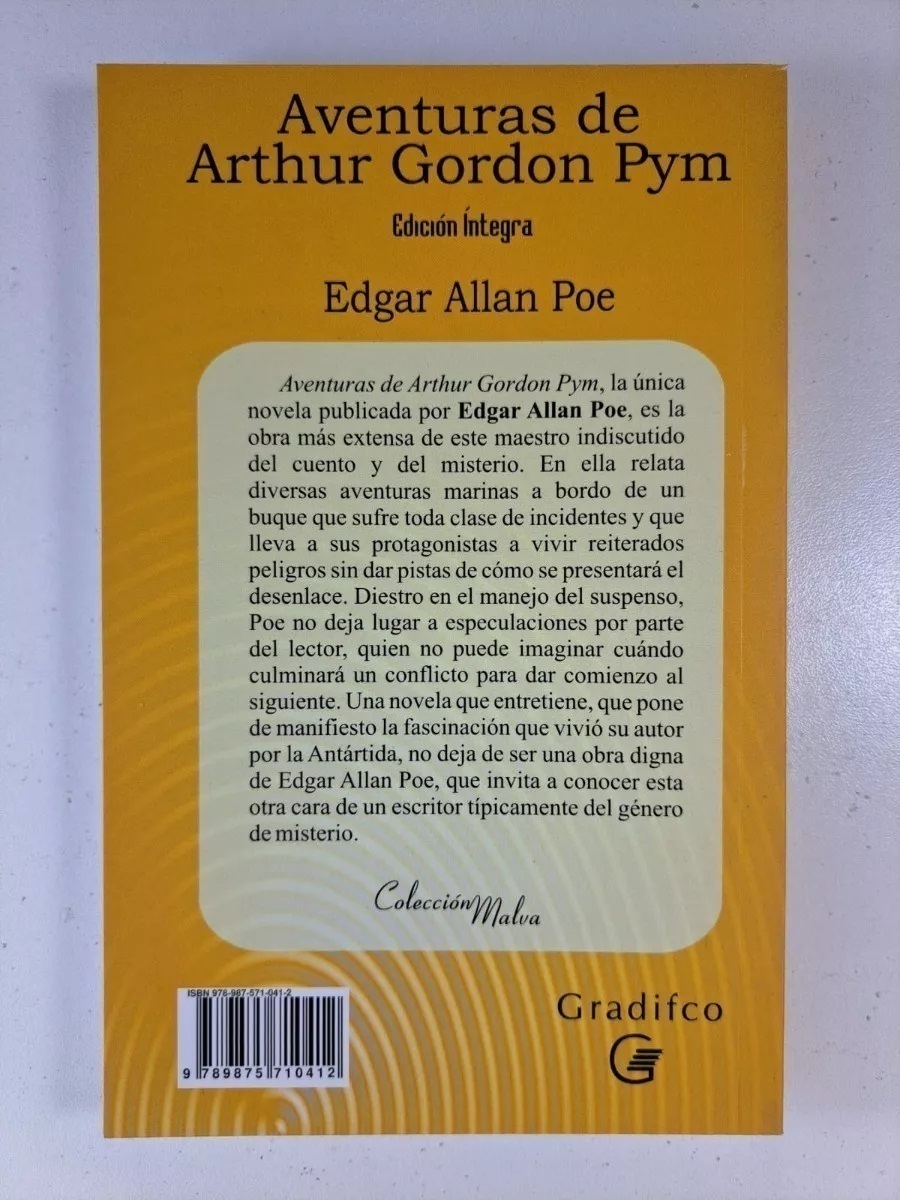 Aventuras de
Arthur Gordon Pym
Edición Íntegra
Edgar Allan Poe
Aventuras de Arthur Gordon Pym, la única
novela publicada por Edgar Allan Poe, es la
obra más extensa de este maestro indiscutido
del cuento y del misterio. En ella relata
diversas aventuras marinas a bordo de un
buque que sufre toda clase de incidentes y que
lleva a sus protagonistas a vivir reiterados
peligros sin dar pistas de cómo se presentará el
desenlace. Diestro en el manejo del suspenso,
Poe no deja lugar a especulaciones por parte
del lector, quien no puede imaginar cuándo
culminará un conflicto para dar comienzo al
siguiente. Una novela que entretiene, que pone
de manifiesto la fascinación que vivió su autor
por la Antártida, no deja de ser una obra digna
de Edgar Allan Poe, que invita a conocer esta
otra cara de un escritor típicamente del género
de misterio.
Colección Malva
ISBN 978-987-571-041-2
9 789875 710412
Gradifco
G